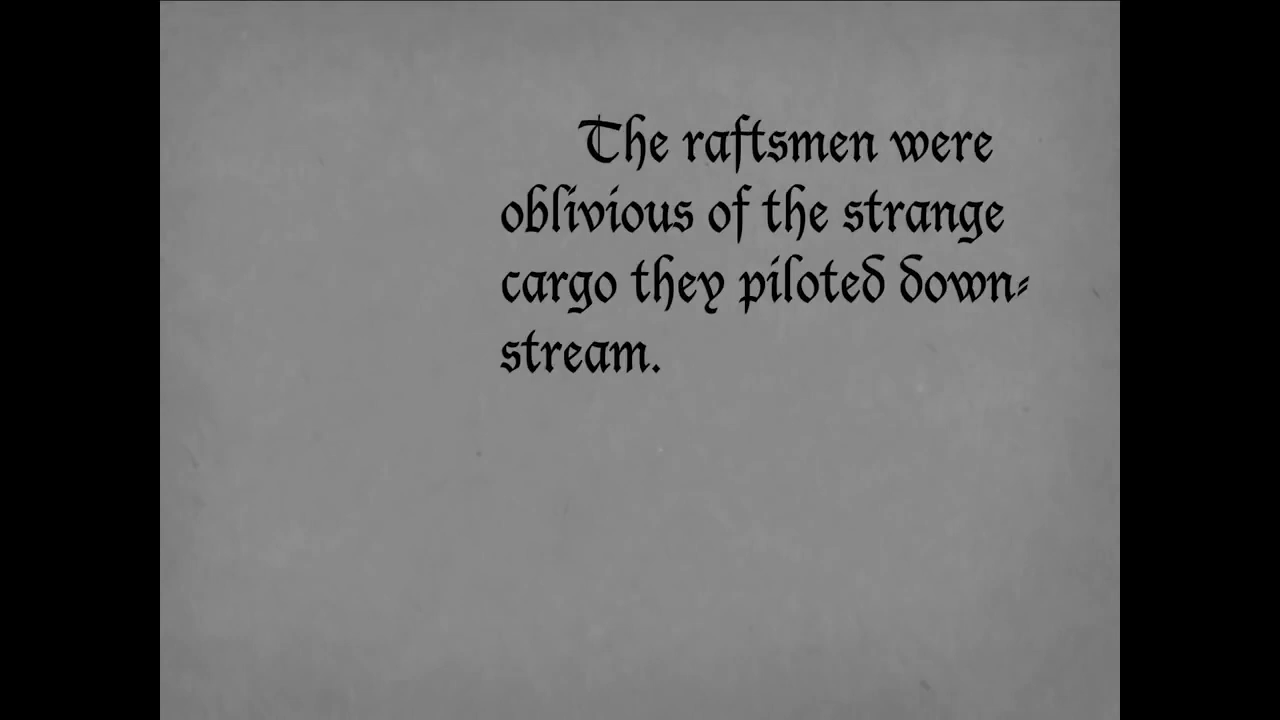 The raftsmen were
oblivious of the strange
cargo they piloted down-
stream.